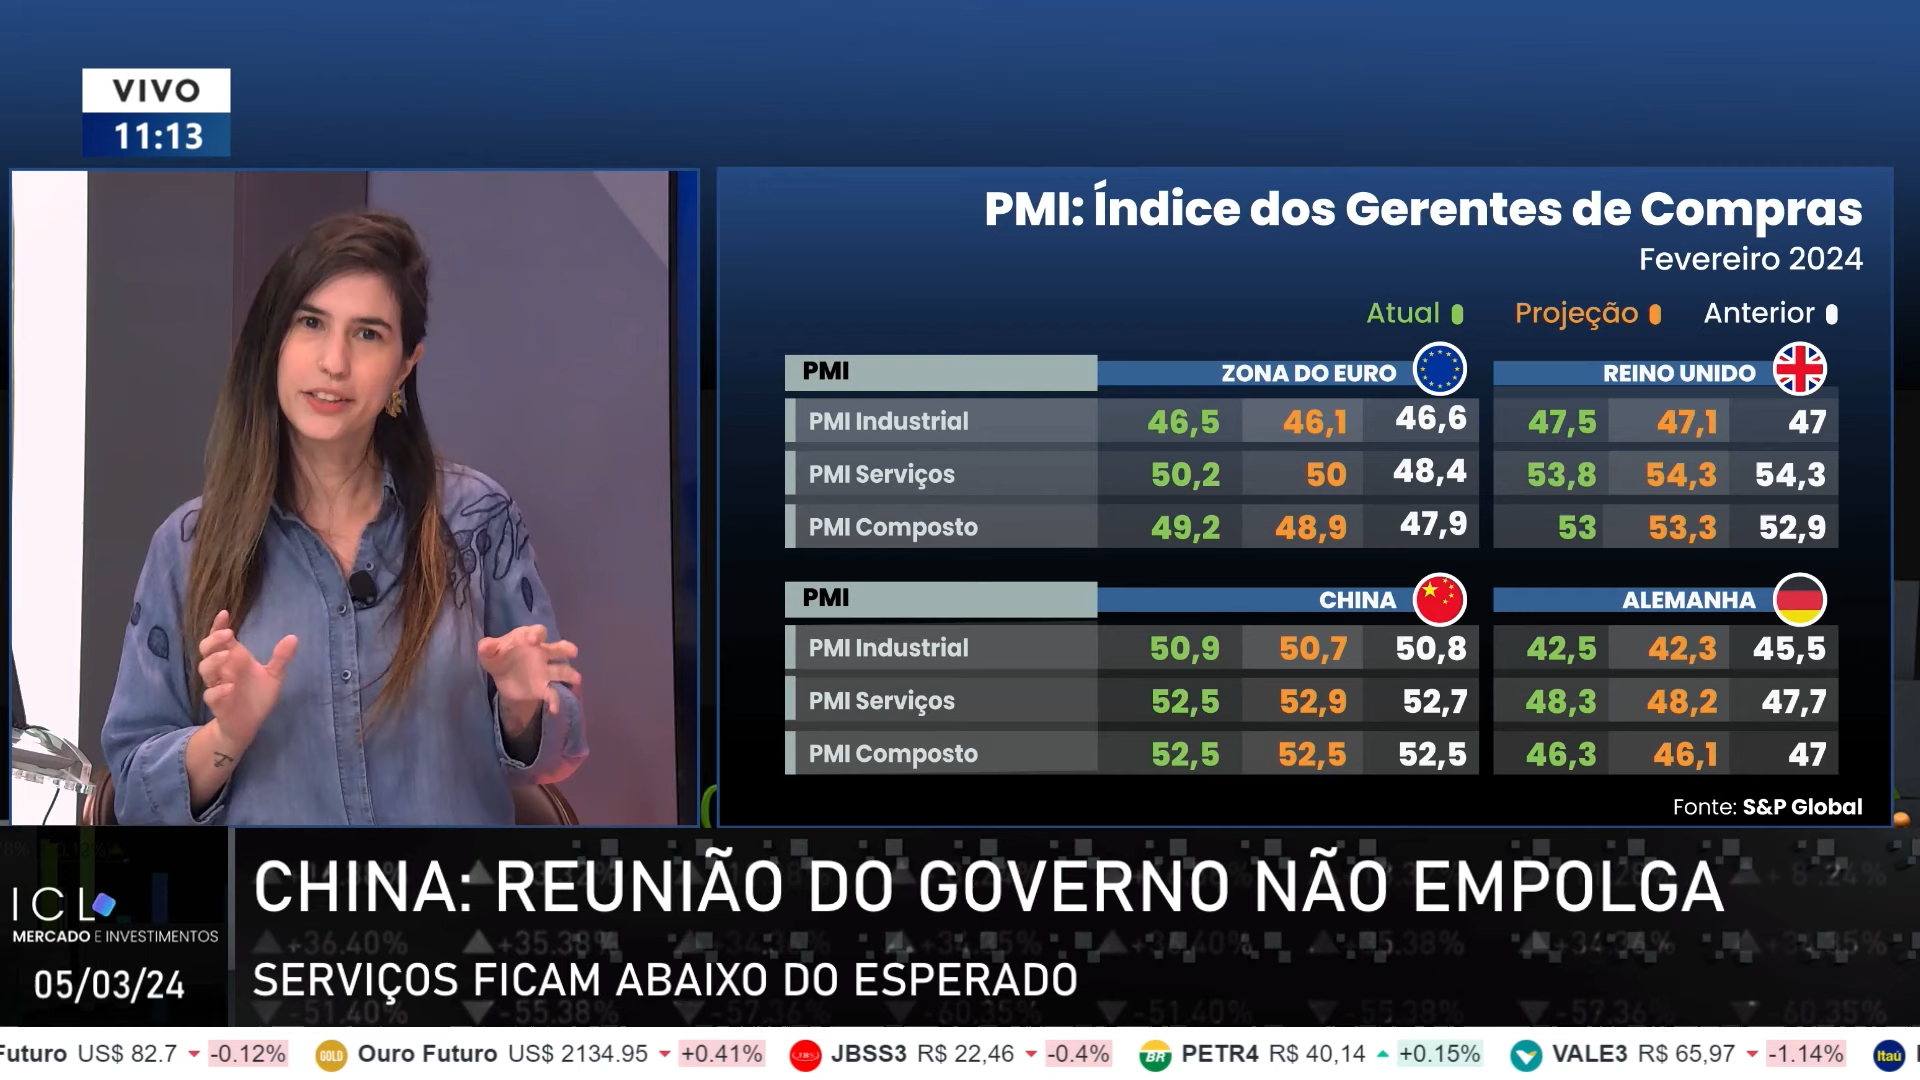 VIVO
11:13
PMI: Índice dos Gerentes de Compras
Fevereiro 2024
Atual Projeção Anterior
PMI ZONA DO EURO REINO UNIDO
PMI Industrial 46,5 46,1 46,6 47,5 47,1 47
PMI Serviços 50,2 50 48,4 53,8 54,3 54,3
PMI Composto 49,2 48,9 47,9 53 53,3 52,9
PMI CHINA ALEMANHA
PMI Industrial 50,9 50,7 50,8 42,5 42,3 45,5
PMI Serviços 52,5 52,9 52,7 48,3 48,2 47,7
PMI Composto 52,5 52,5 52,5 46,3 46,1 47
Fonte: S&P Global
ICL
MERCADO E INVESTIMENTOS
05/03/24
CHINA: REUNIÃO DO GOVERNO NÃO EMPOLGA
SERVIÇOS FICAM ABAIXO DO ESPERADO
Futuro US$ 82.7 -0.12% GOLD Ouro Futuro US$ 2134.95 +0.41% JBS JBSS3 R$ 22,46 -0.4% BR PETR4 R$ 40,14 +0.15% VALE3 R$ 65,97 -1.14% Itaú